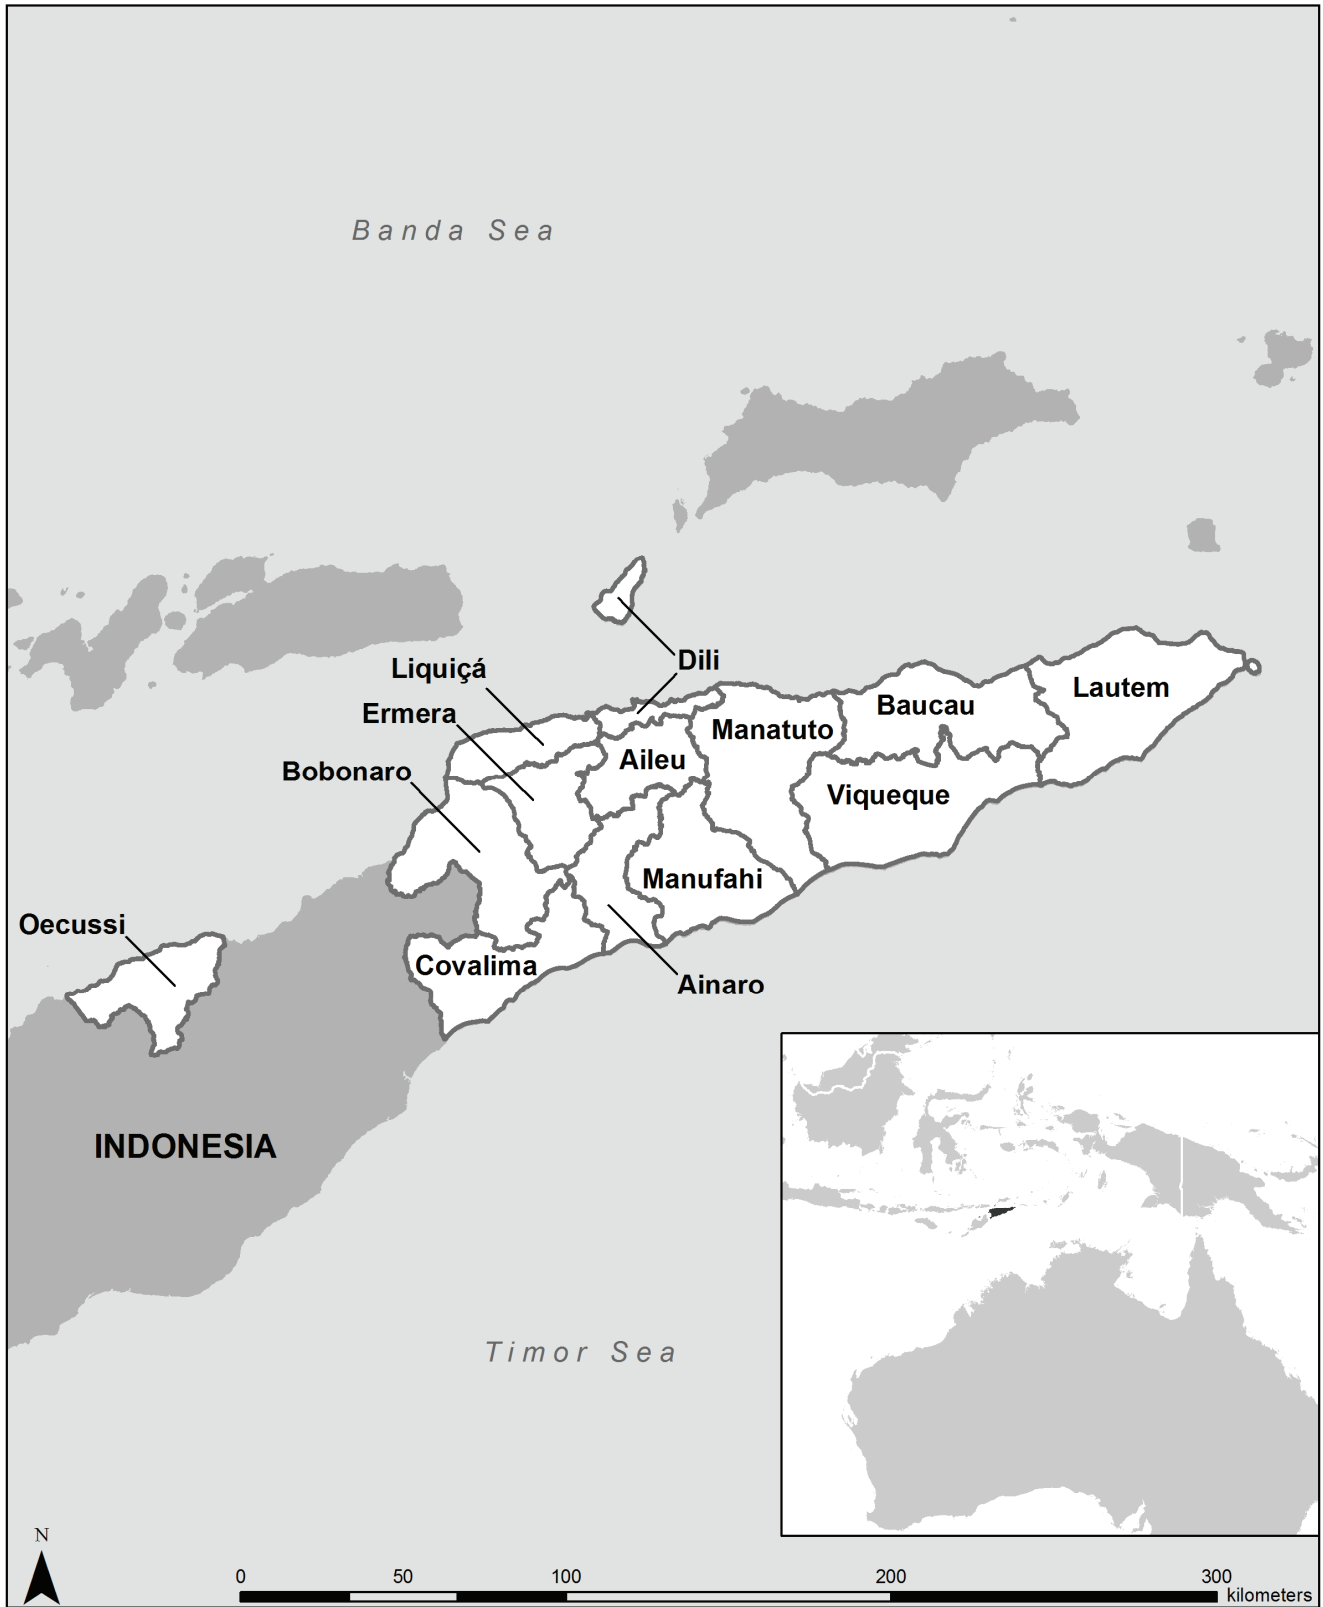 Banda Sea
Dili
Liquiçá
Lautem
Baucau
Ermera
Manatuto
Aileu
Bobonaro
Viqueque
Manufahi
Oecussi
Covalima
Ainaro
INDONESIA
Timor Sea
N
0 50 100 200 300
kilometers